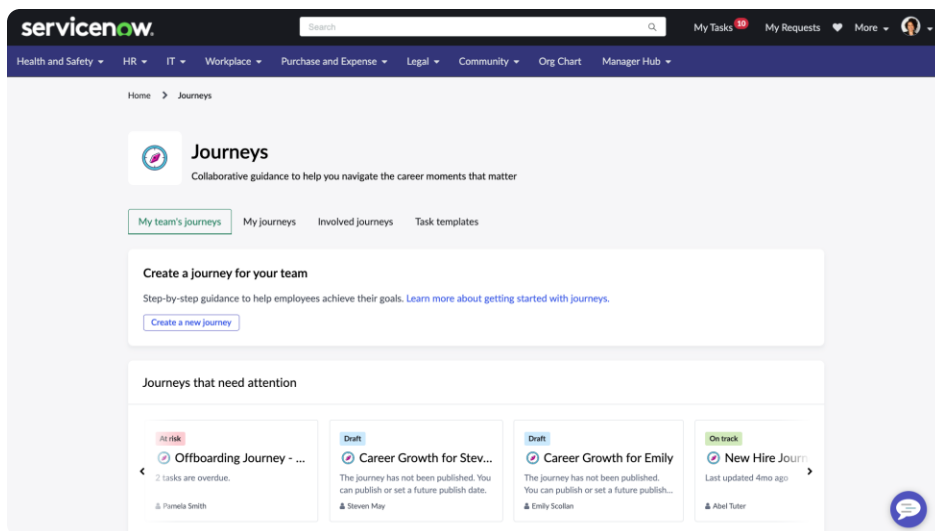 servicenow.
Search
My Tasks 10 My Requests More
Health and Safety HR IT Workplace Purchase and Expense Legal Community Org Chart Manager Hub
Home > Journeys
Journeys
Collaborative guidance to help you navigate the career moments that matter
My team's journeys My journeys Involved journeys Task templates
Create a journey for your team
Step-by-step guidance to help employees achieve their goals. Learn more about getting started with journeys.
Create a new journey
Journeys that need attention
At risk
Offboarding Journey - ...
2 tasks are overdue.
Pamela Smith
Draft
Career Growth for Stev...
The journey has not been published. You
can publish or set a future publish date.
Steven May
Draft
Career Growth for Emily
The journey has not been published.
You can publish or set a future publish...
Emily Scollan
On track
New Hire Journ
Last updated 4mo ago
Abel Tuter